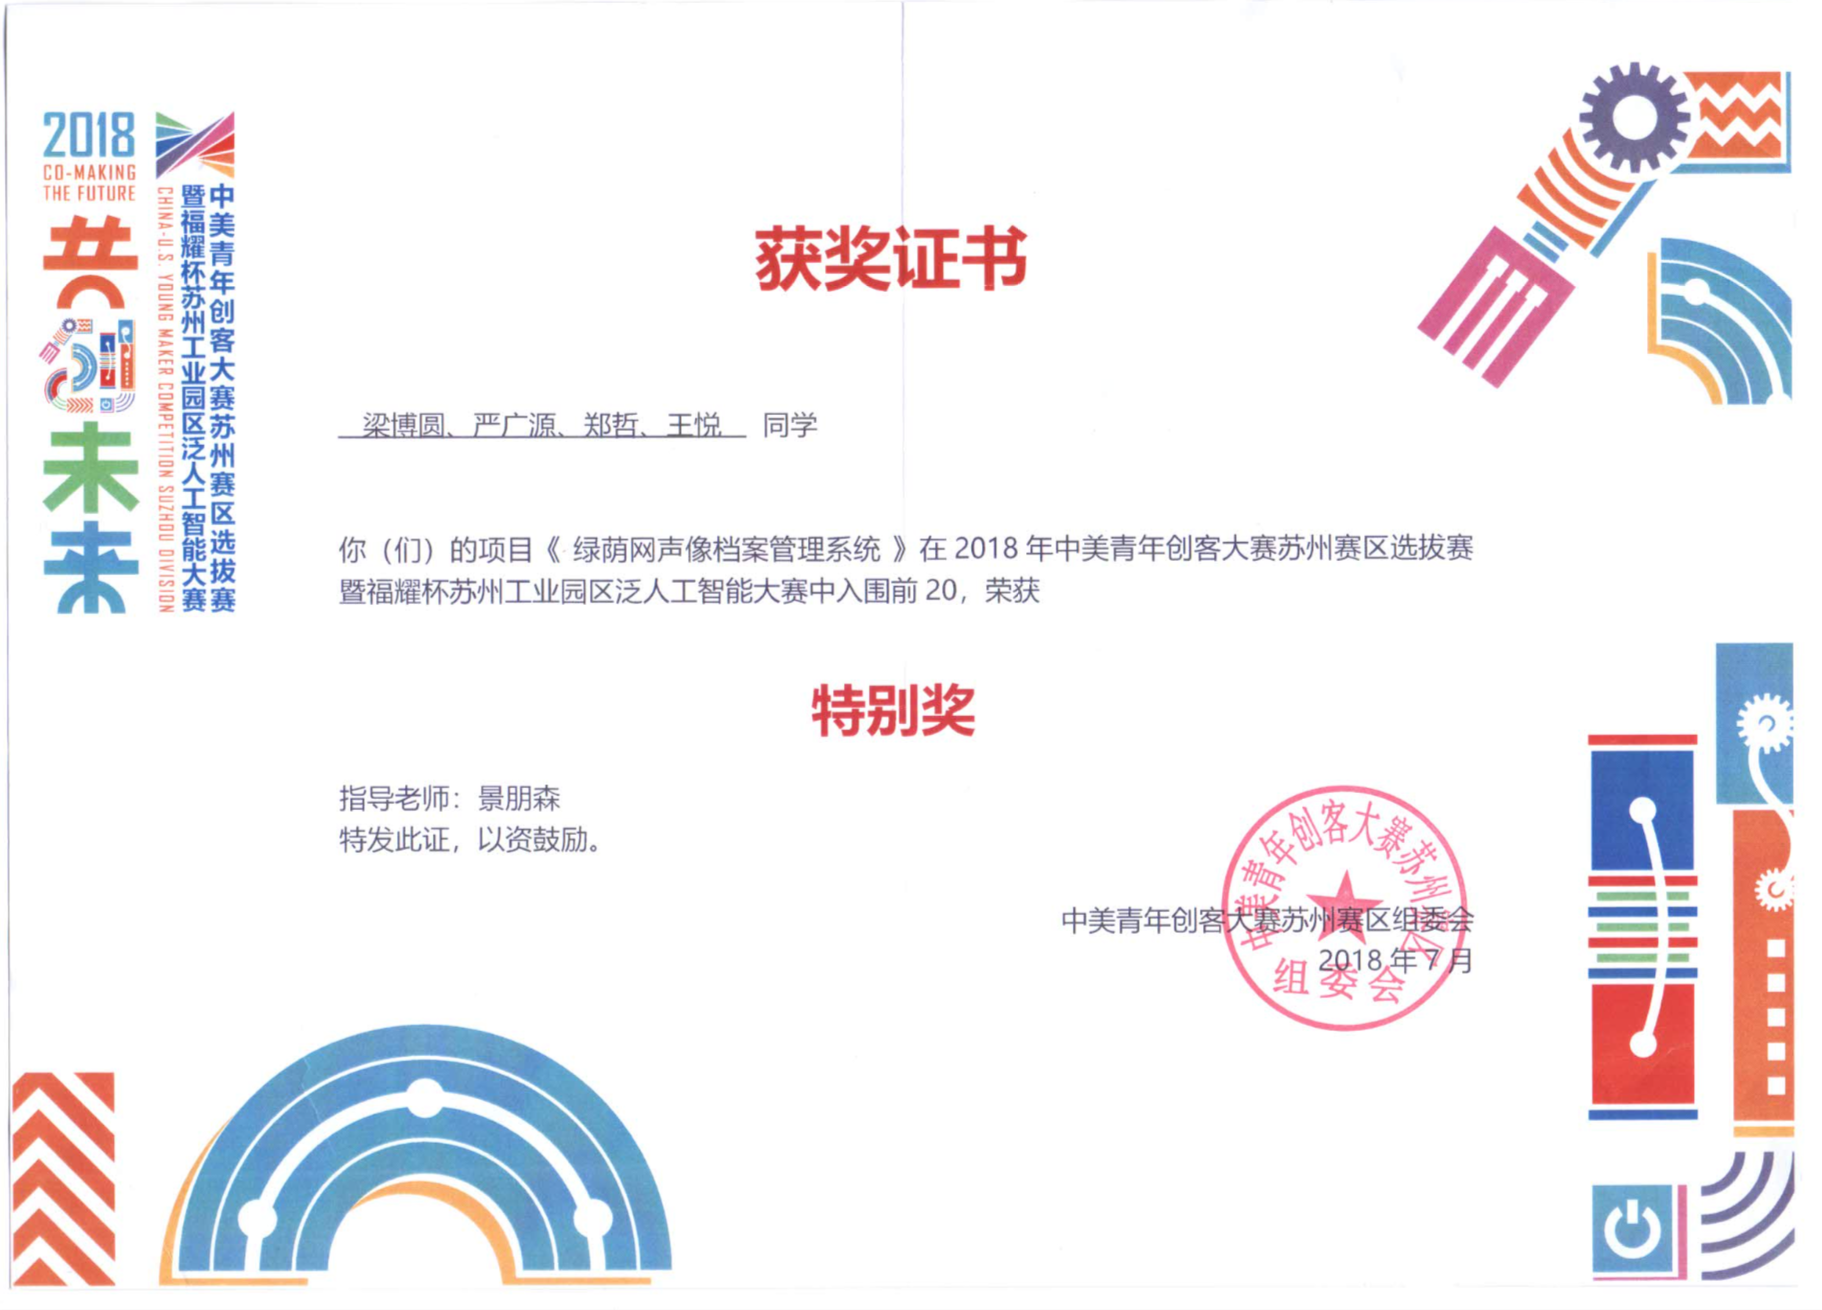 2018
CO-MAKING
THE FUTURE
共创未来
中美青年创客大赛苏州赛区选拔赛
暨福耀杯苏州工业园区泛人工智能大赛
CHINA-U.S. YOUNG MAKER COMPETITION SUZHOU DIVISION
获奖证书
梁博圆、严广源、郑哲、王悦 同学
你（们）的项目《 绿荫网声像档案管理系统 》在 2018 年中美青年创客大赛苏州赛区选拔赛
暨福耀杯苏州工业园区泛人工智能大赛中入围前 20，荣获
特别奖
指导老师：景朋森
特发此证，以资鼓励。
中美青年创客大赛苏州赛区组委会
2018 年 7 月
中美青年创客大赛苏州赛区
组委会